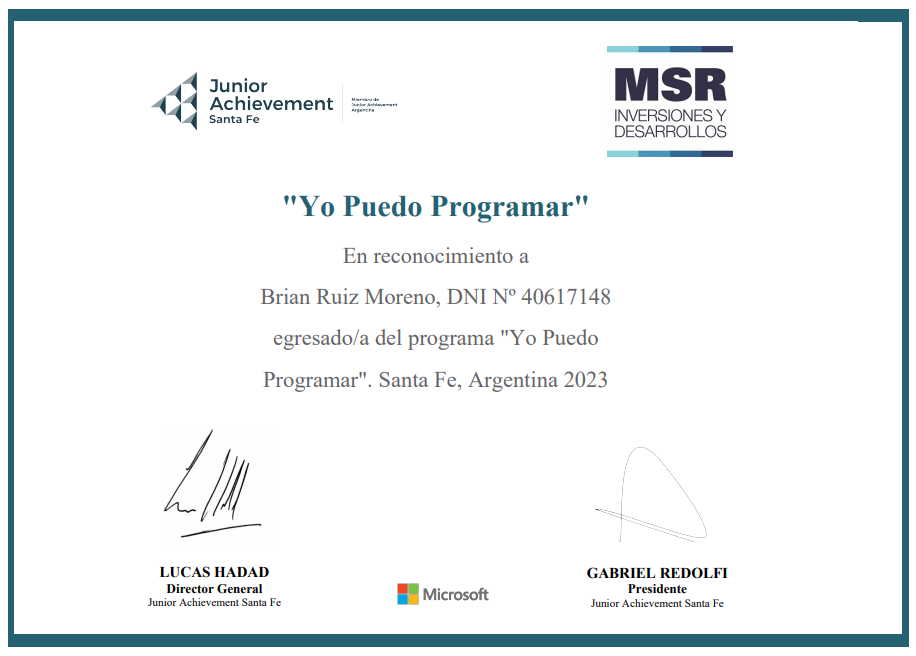 Junior
Achievement
Santa Fe
Miembro de
Junior Achievement
Argentina
MSR
INVERSIONES Y
DESARROLLOS
"Yo Puedo Programar"
En reconocimiento a
Brian Ruiz Moreno, DNI Nº 40617148
egresado/a del programa "Yo Puedo
Programar". Santa Fe, Argentina 2023
LUCAS HADAD
Director General
Junior Achievement Santa Fe
Microsoft
GABRIEL REDOLFI
Presidente
Junior Achievement Santa Fe